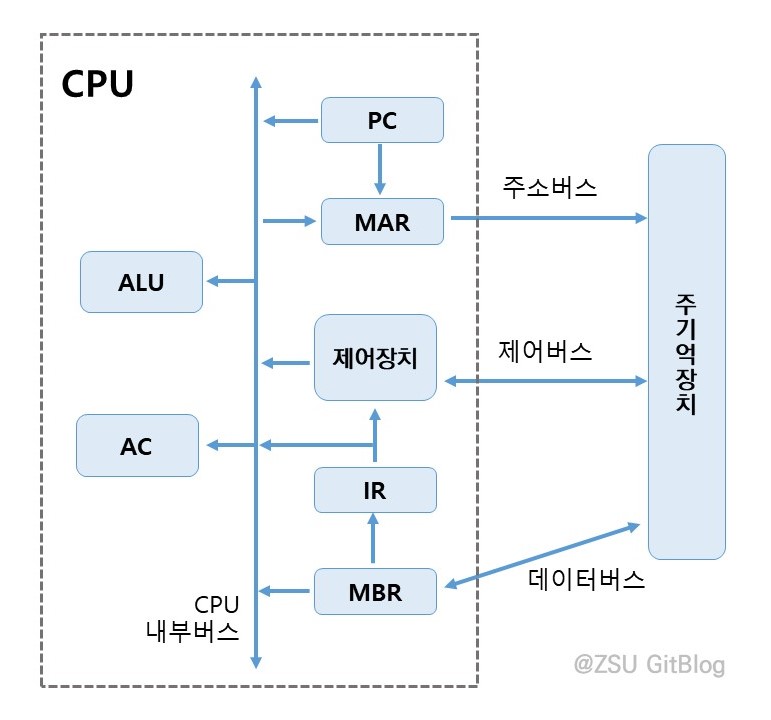 CPU
PC
MAR
주소버스
ALU
제어장치
제어버스
주기억장치
AC
IR
MBR
데이터버스
CPU
내부버스
@ZSU GitBlog